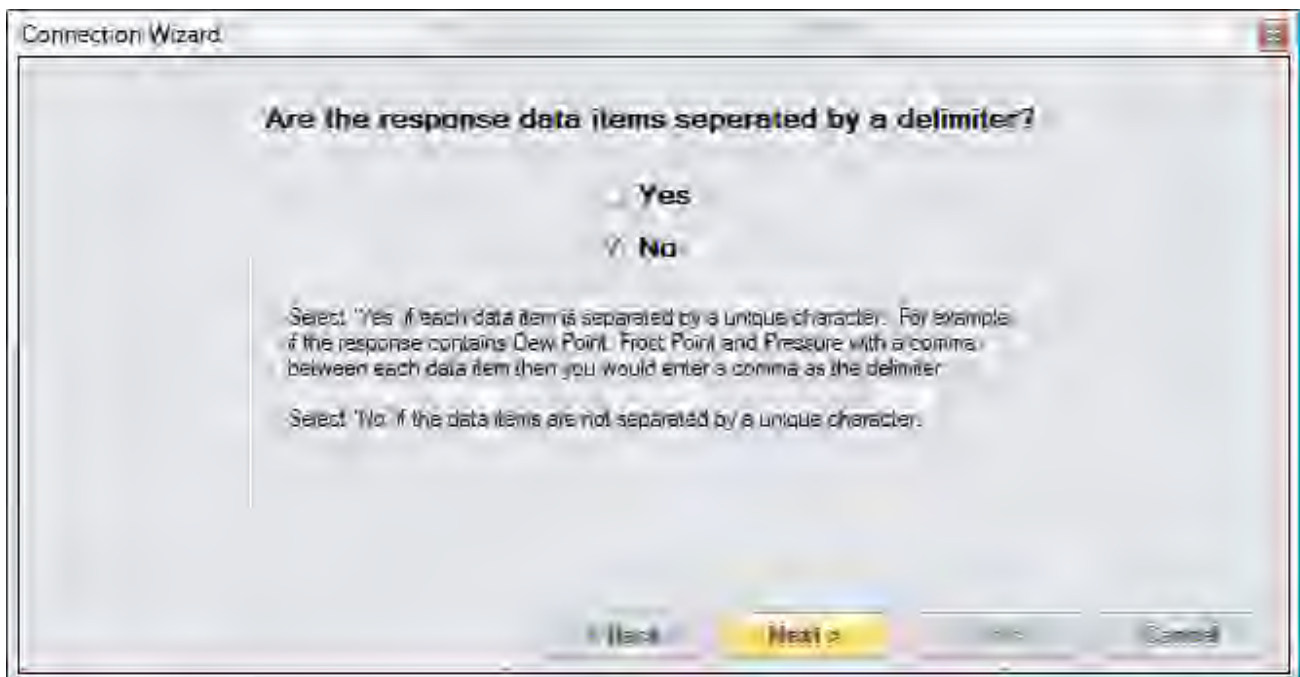 Connection Wizard
Are the response data items seperated by a delimiter?
Yes
No
Select 'Yes' if each data item is separated by a unique character. For example,
if the response contains Dew Point, Frost Point and Pressure with a comma
between each data item then you would enter a comma as the delimiter.
Select 'No' if the data items are not separated by a unique character.
< Back
Next >
Cancel